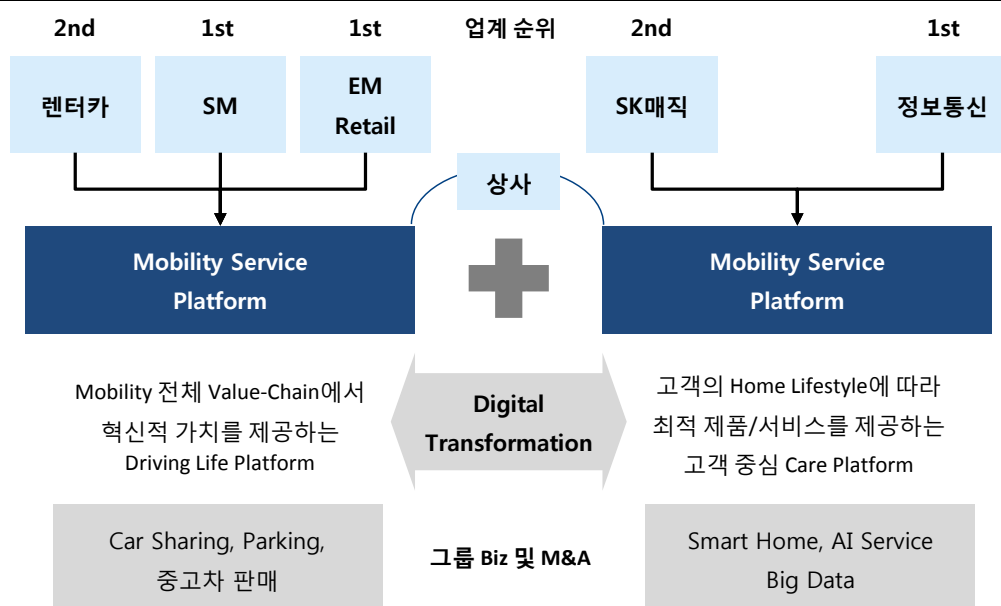 2nd 1st 1st 업계 순위 2nd 1st
렌터카 SM EM Retail SK매직 정보통신
상사
Mobility Service
Platform
Mobility Service
Platform
Mobility 전체 Value-Chain에서
혁신적 가치를 제공하는
Driving Life Platform
Digital
Transformation
고객의 Home Lifestyle에 따라
최적 제품/서비스를 제공하는
고객 중심 Care Platform
Car Sharing, Parking,
중고차 판매
그룹 Biz 및 M&A
Smart Home, AI Service
Big Data